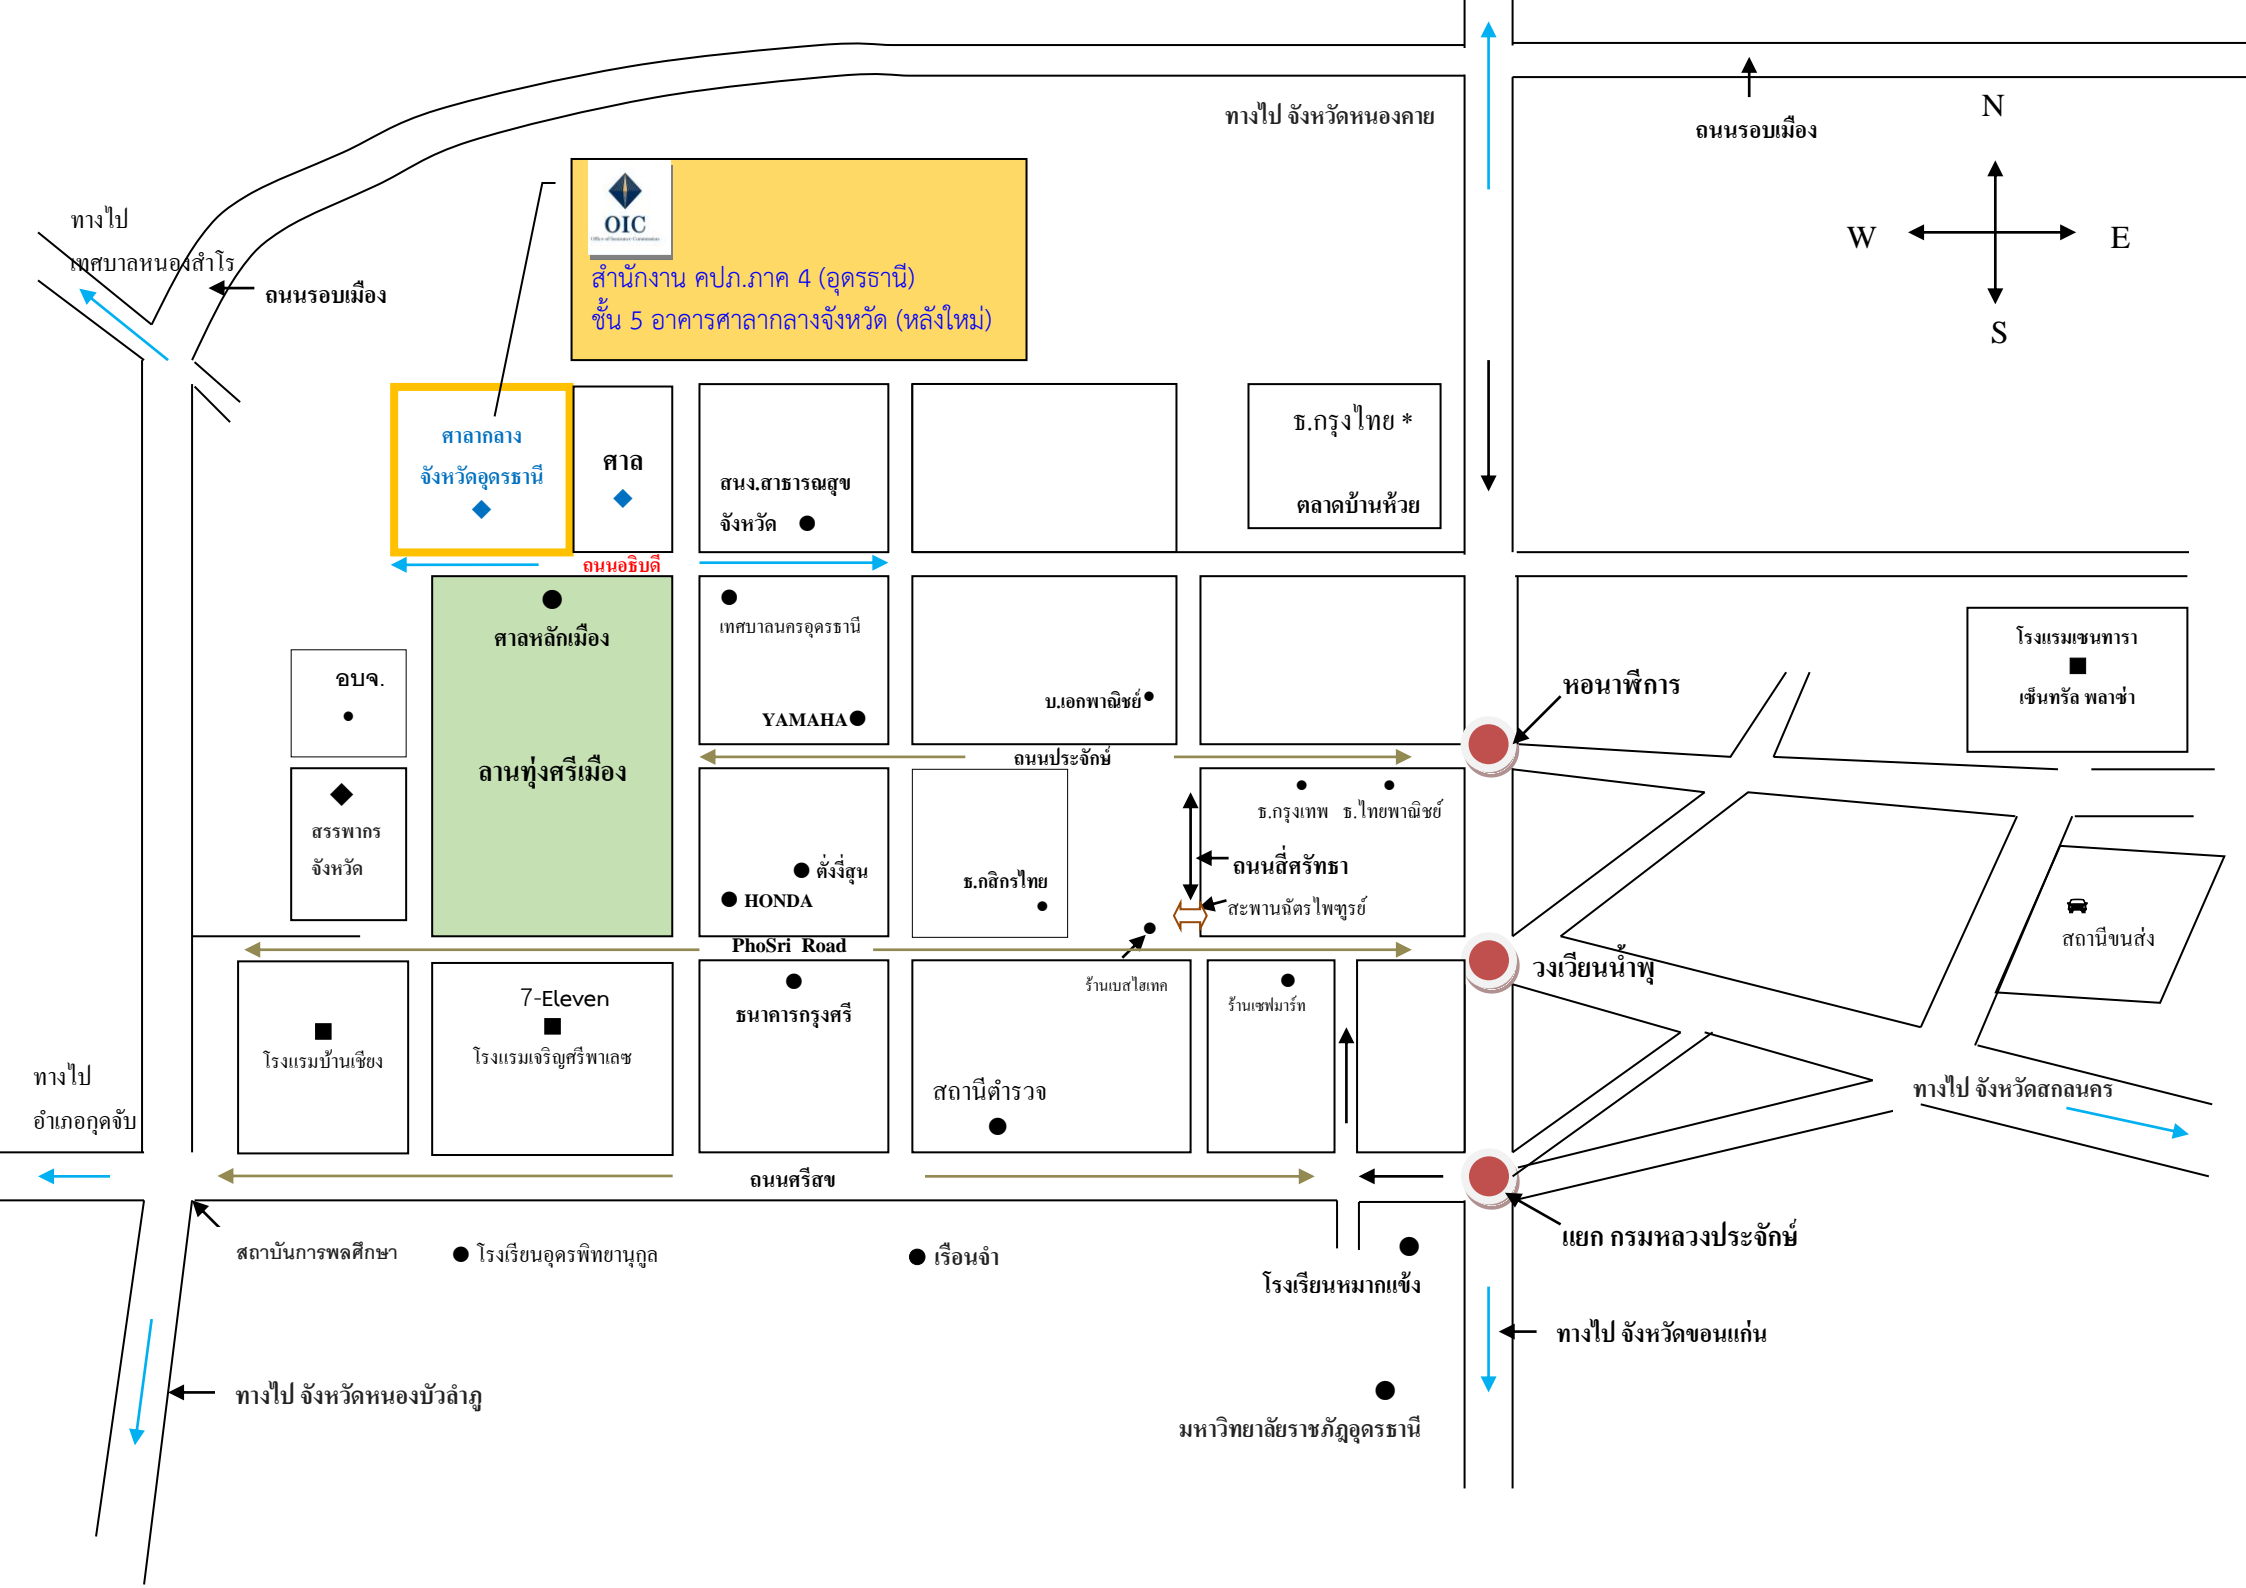 ทางไป จังหวัดหนองคาย
ถนนรอบเมือง
N
W
E
S
ทางไป
เทศบาลหนองสำโร
ถนนรอบเมือง
OIC
Office of Insurance Commission
สำนักงาน คปภ.ภาค 4 (อุดรธานี)
ชั้น 5 อาคารศาลากลางจังหวัด (หลังใหม่)
ศาลากลาง
จังหวัดอุดรธานี
ศาล
สนง.สาธารณสุข
จังหวัด
ธ.กรุงไทย *
ตลาดบ้านห้วย
ถนนอธิบดี
ศาลหลักเมือง
เทศบาลนครอุดรธานี
อบจ.
YAMAHA
บ.เอกพาณิชย์
หอนาฬิการ
โรงแรมเซนทารา
เซ็นทรัล พลาซ่า
ลานทุ่งศรีเมือง
ถนนประจักษ์
สรรพากร
จังหวัด
ธ.กรุงเทพ
ธ.ไทยพาณิชย์
ตั่งงี่สุน
HONDA
ธ.กสิกรไทย
ถนนสี่ศรัทธา
สะพานฉัตรไพฑูรย์
สถานีขนส่ง
PhoSri Road
วงเวียนน้ำพุ
7-Eleven
โรงแรมบ้านเชียง
โรงแรมเจริญศรีพาเลซ
ธนาคารกรุงศรี
ร้านเบสไฮเทค
ร้านเซฟมาร์ท
สถานีตำรวจ
ทางไป
อำเภอกุดจับ
ทางไป จังหวัดสกลนคร
ถนนศรีสข
สถาบันการพลศึกษา
โรงเรียนอุดรพิทยานุกูล
เรือนจำ
โรงเรียนหมากแข้ง
แยก กรมหลวงประจักษ์
ทางไป จังหวัดขอนแก่น
ทางไป จังหวัดหนองบัวลำภู
มหาวิทยาลัยราชภัฎอุดรธานี